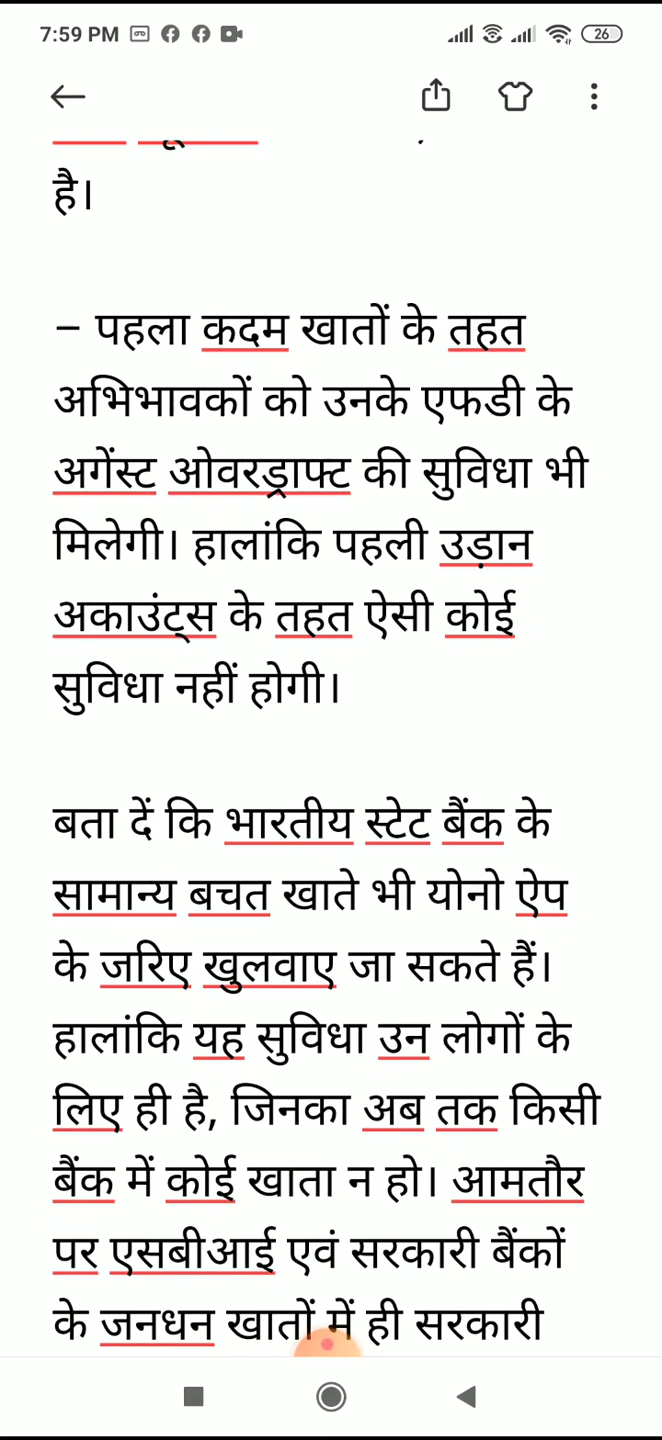 7:59 PM
26
है।
– पहला कदम खातों के तहत
अभिभावकों को उनके एफडी के
अगेंस्ट ओवरड्राफ्ट की सुविधा भी
मिलेगी। हालांकि पहली उड़ान
अकाउंट्स के तहत ऐसी कोई
सुविधा नहीं होगी।
बता दें कि भारतीय स्टेट बैंक के
सामान्य बचत खाते भी योनो ऐप
के जरिए खुलवाए जा सकते हैं।
हालांकि यह सुविधा उन लोगों के
लिए ही है, जिनका अब तक किसी
बैंक में कोई खाता न हो। आमतौर
पर एसबीआई एवं सरकारी बैंकों
के जनधन खातों में ही सरकारी